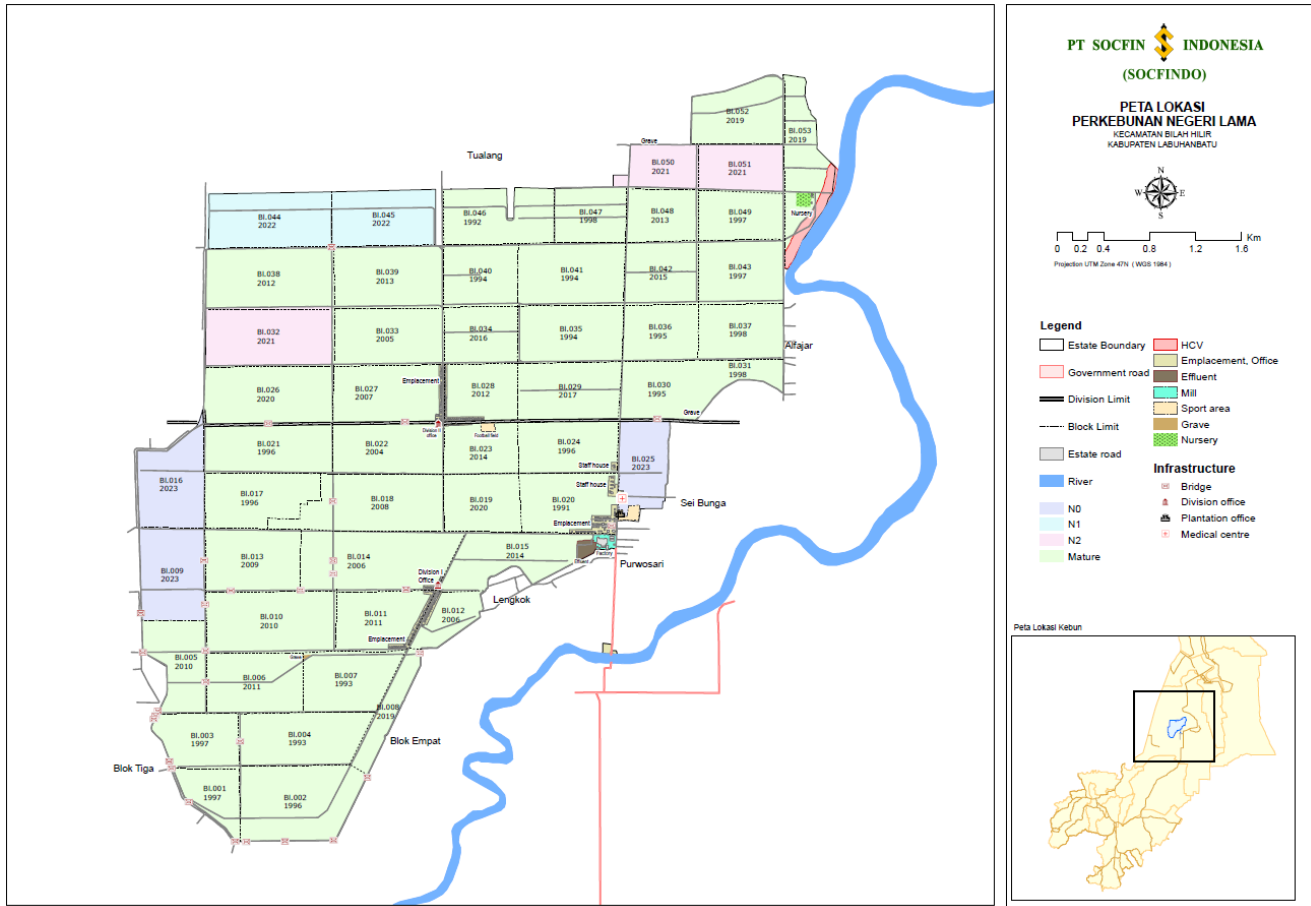 PT SOCFIN INDONESIA
(SOCFINDO)
PETA LOKASI
PERKEBUNAN NEGERI LAMA
KECAMATAN BILAH HILIR
KABUPATEN LABUHANBATU
N
W E
S
0 0.2 0.4 0.8 1.2 1.6
Km
Projection UTM Zone 47N ( WGS 1984 )
Legend
Estate Boundary
Government road
Division Limit
Block Limit
Estate road
River
N0
N1
N2
Mature
HCV
Emplacement, Office
Effluent
Mill
Sport area
Grave
Nursery
Infrastructure
Bridge
Division office
Plantation office
Medical centre
Peta Lokasi Kebun
Bl.052
2019
Bl.053
2019
Grave
Tualang
Bl.050
2021
Bl.051
2021
Nursery
Bl.044
2022
Bl.045
2022
Bl.046
1992
Bl.047
1998
Bl.048
2013
Bl.049
1997
Bl.038
2012
Bl.039
2013
Bl.040
1994
Bl.041
1994
Bl.042
2015
Bl.043
1997
Bl.032
2021
Bl.033
2005
Bl.034
2016
Bl.035
1994
Bl.036
1995
Bl.037
1998
Alfajar
Bl.031
1998
Bl.026
2020
Bl.027
2007
Emplacement
Bl.028
2012
Bl.029
2017
Bl.030
1995
Grave
Division II
office
Football field
Bl.021
1996
Bl.022
2004
Bl.023
2014
Bl.024
1996
Bl.025
2023
Staff house
Staff house
Bl.016
2023
Bl.017
1996
Bl.018
2008
Bl.019
2020
Bl.020
1991
Sei Bunga
Emplacement
Factory
Purwosari
Bl.009
2023
Bl.013
2009
Bl.014
2006
Bl.015
2014
Division I
Office
Lengkok
Bl.010
2010
Bl.011
2011
Bl.012
2006
Emplacement
Bl.005
2010
Grave
Bl.006
2011
Bl.007
1993
Bl.008
2019
Bl.003
1997
Bl.004
1993
Blok Empat
Blok Tiga
Bl.001
1997
Bl.002
1996